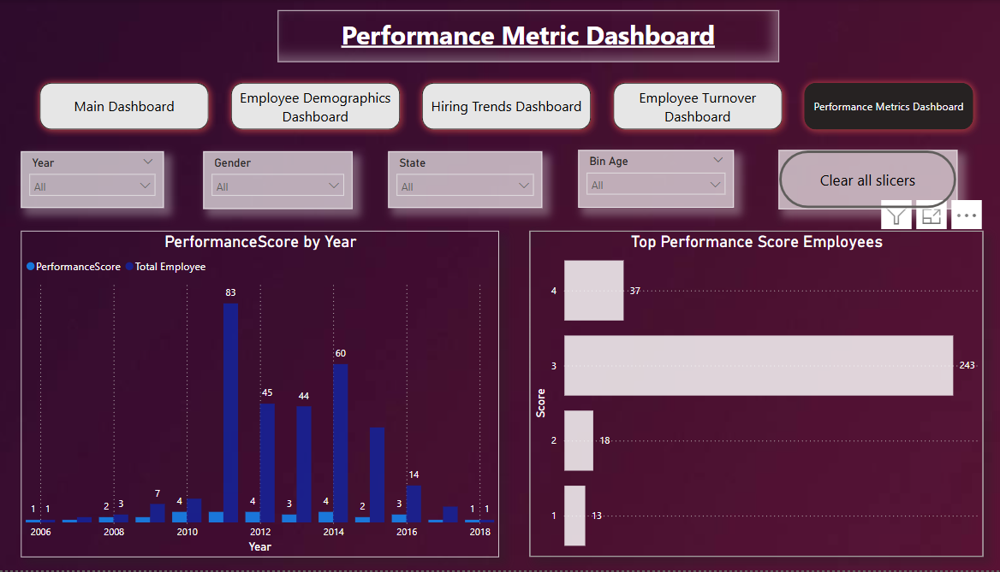 Performance Metric Dashboard
Main Dashboard
Employee Demographics
Dashboard
Hiring Trends Dashboard
Employee Turnover
Dashboard
Performance Metrics Dashboard
Year
All
Gender
All
State
All
Bin Age
All
Clear all slicers
PerformanceScore by Year
PerformanceScore Total Employee
83
60
45
44
14
7
4 4 4
2 3 3 2 3
1 1 1 1
2006 2008 2010 2012 2014 2016 2018
Year
Top Performance Score Employees
Score
4 37
3 243
2 18
1 13